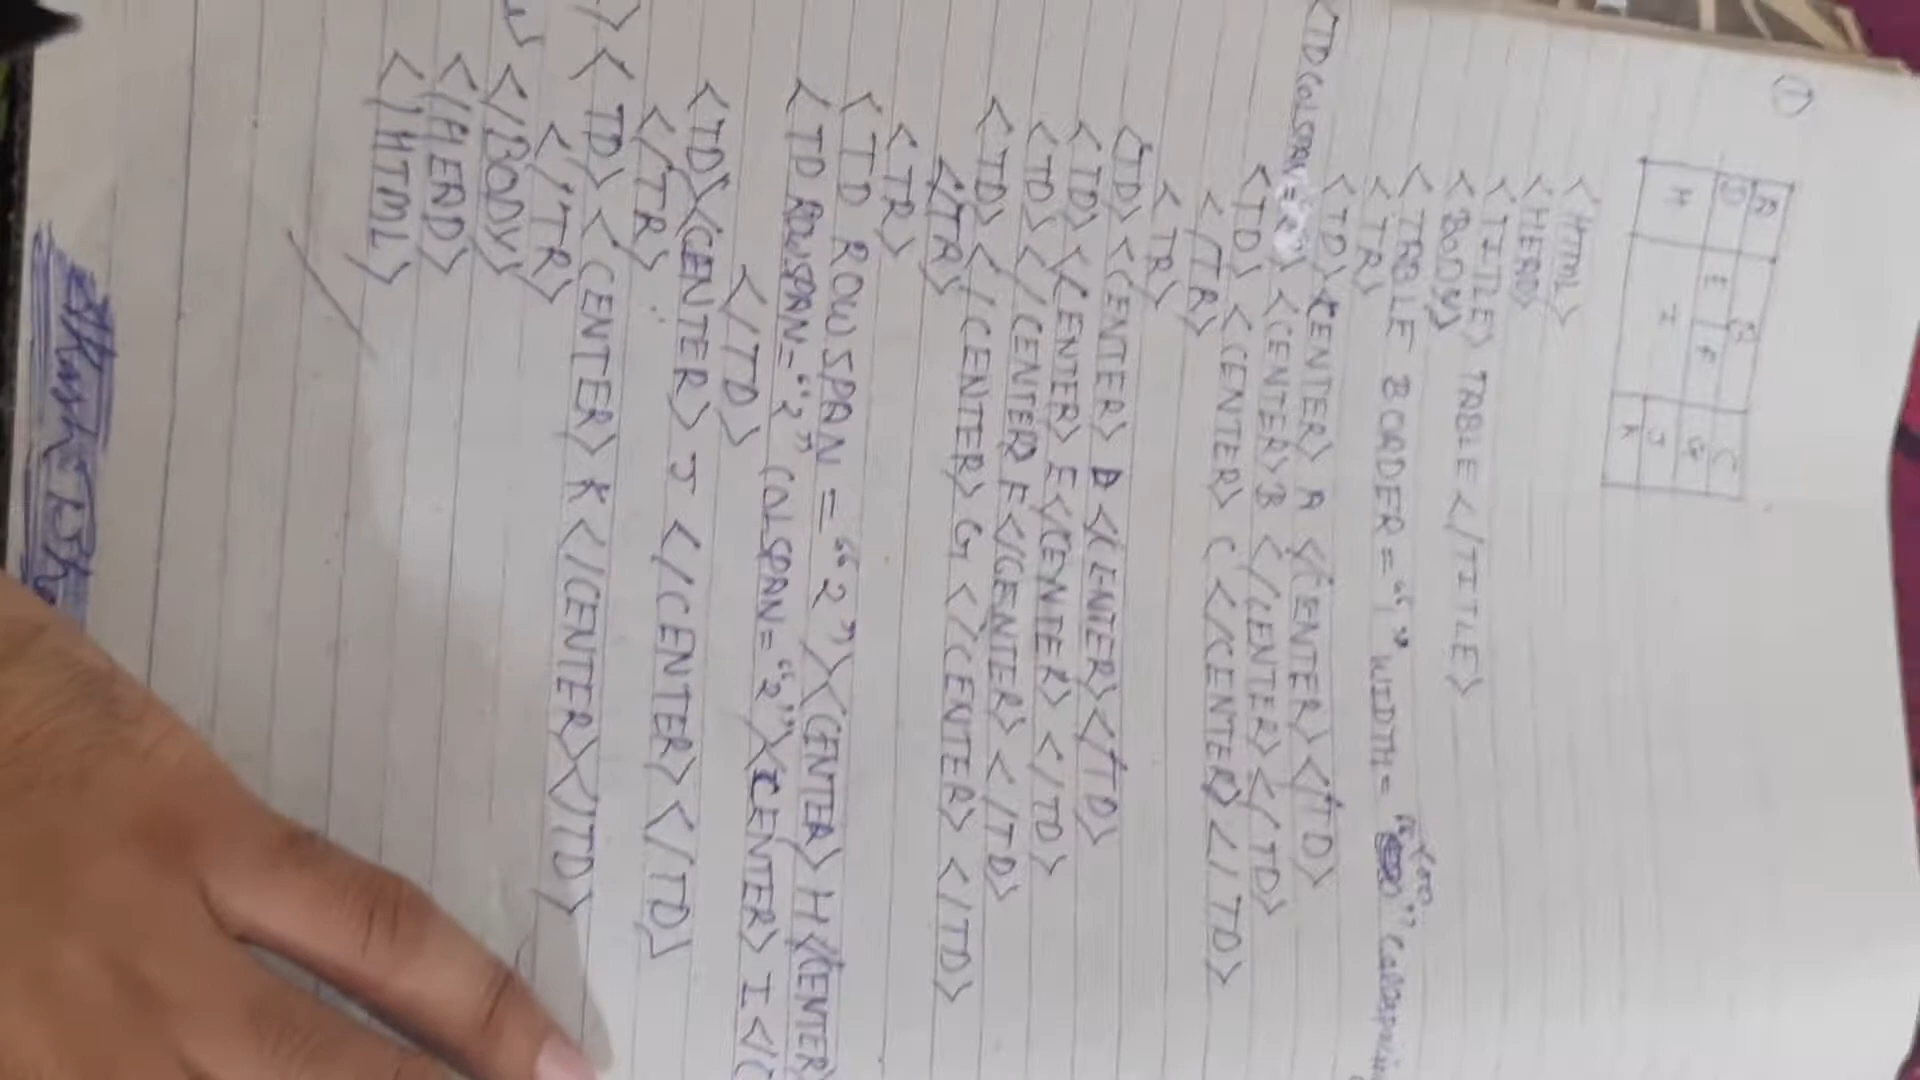 ①
A B C
D E F G
H I J
K
<HTML>
<HEAD>
<TITLE> TABLE </TITLE>
<BODY>
<TABLE BORDER = "1" WIDTH =
<TR>
<TD> <CENTER> A </CENTER> </TD>
<TD COLSPAN = "2"> <CENTER> B </CENTER> </TD>
<TD> <CENTER> C </CENTER> </TD>
</TR>
<TR>
<TD> <CENTER> D </CENTER> </TD>
<TD> <CENTER> E </CENTER> </TD>
<TD> </CENTER F </CENTER> </TD>
<TD> </CENTER> G </CENTER> </TD>
</TR>
<TR>
<TD ROWSPAN = "2"> <CENTER> H </CENTER
<TD ROWSPAN = "2" COLSPAN = "2"> <CENTER> I </C
</TD>
<TD> <CENTER> J </CENTER> </TD>
</TR>
<TD> <CENTER> K </CENTER> </TD>
</TR>
</BODY>
</HEAD>
</HTML>